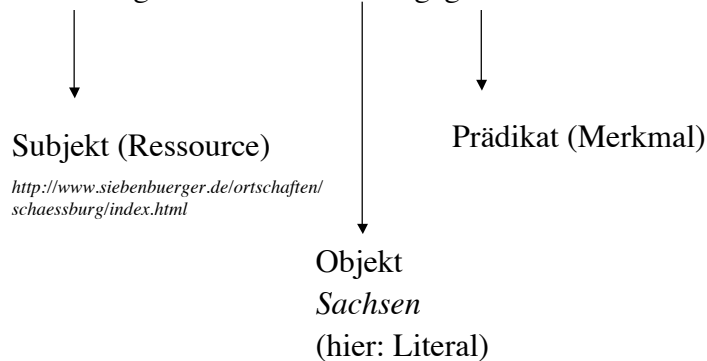 Subjekt (Ressource)
Prädikat (Merkmal)
http://www.siebenbuerger.de/ortschaften/
schaessburg/index.html
Objekt
Sachsen
(hier: Literal)